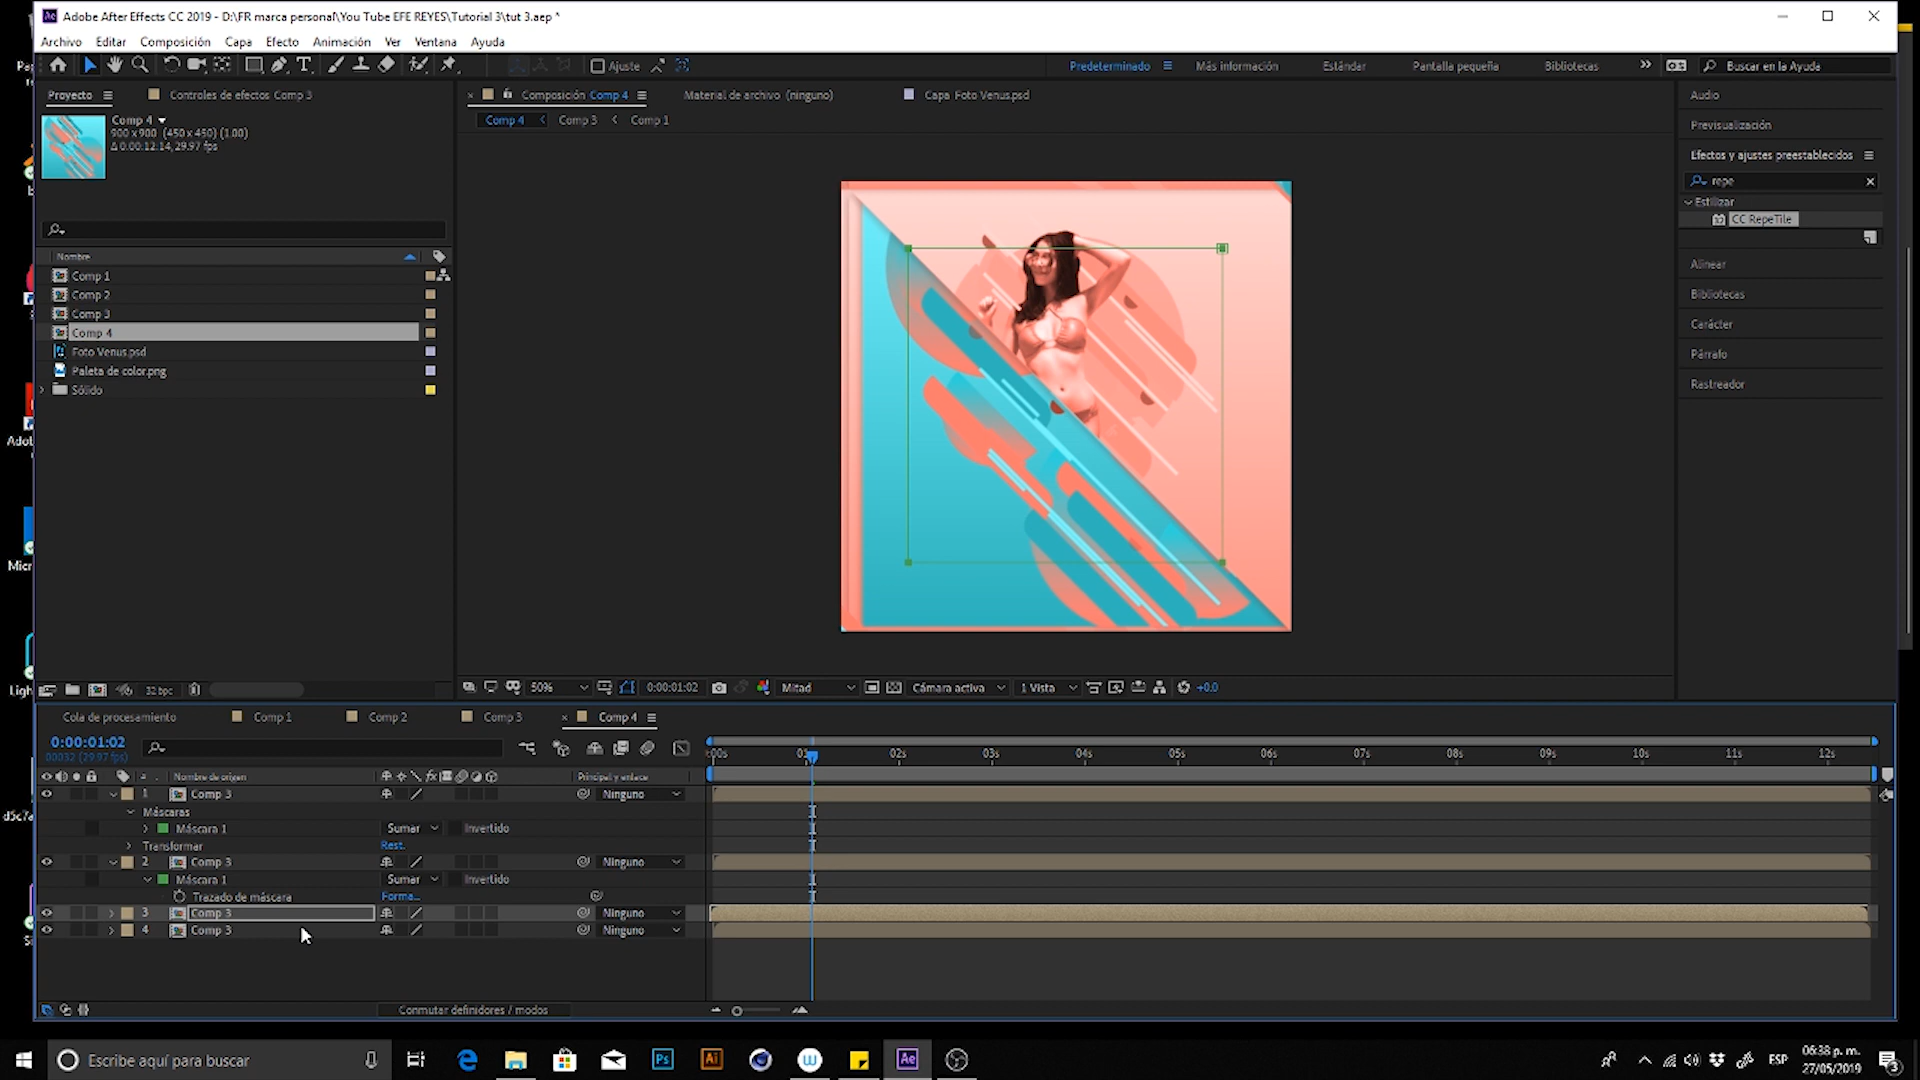 Adobe After Effects CC 2019 - D:\FR marca personal\You Tube EFE REYES\Tutorial 3\tut 3.aep *
Archivo Editar Composición Capa Efecto Animación Ver Ventana Ayuda
Ajuste Predeterminado Más información Estándar Pantalla pequeña Bibliotecas Buscar en la Ayuda
Proyecto Controles de efectos Comp 3 Composición Comp 4 Material de archivo (ninguno) Capa Foto Venus.psd Audio
Comp 4 Comp 4 Comp 3 Comp 1 Previsualización
900 x 900 (450 x 450) (1.00)
Δ 0:00:12:14, 29.97 fps
Efectos y ajustes preestablecidos
repe
Estilizar
CC RepeTile
Nombre
Comp 1
Comp 2
Comp 3
Comp 4
Foto Venus.psd
Paleta de color.png
Sólido
Alinear
Bibliotecas
Carácter
Párrafo
Rastreador
Adob
Micr
Ligh
d5c7a
32 bpc 50% 0:00:01:02 Mitad Cámara activa 1 Vista +0.0
Cola de procesamiento Comp 1 Comp 2 Comp 3 Comp 4
0:00:01:02
00032 (29.97 fps)
:00s 01 02s 03s 04s 05s 06s 07s 08s 09s 10s 11s 12s
Nombre de origen fx Principal y enlace
1 Comp 3 Ninguno
Máscaras
Máscara 1 Sumar Invertido
Transformar Rest.
2 Comp 3 Ninguno
Máscara 1 Sumar Invertido
Trazado de máscara Forma...
3 Comp 3 Ninguno
4 Comp 3 Ninguno
Conmutar definidores / modos
Escribe aquí para buscar
Ps Ai Ae
ESP
06:38 p. m.
27/05/2019
3